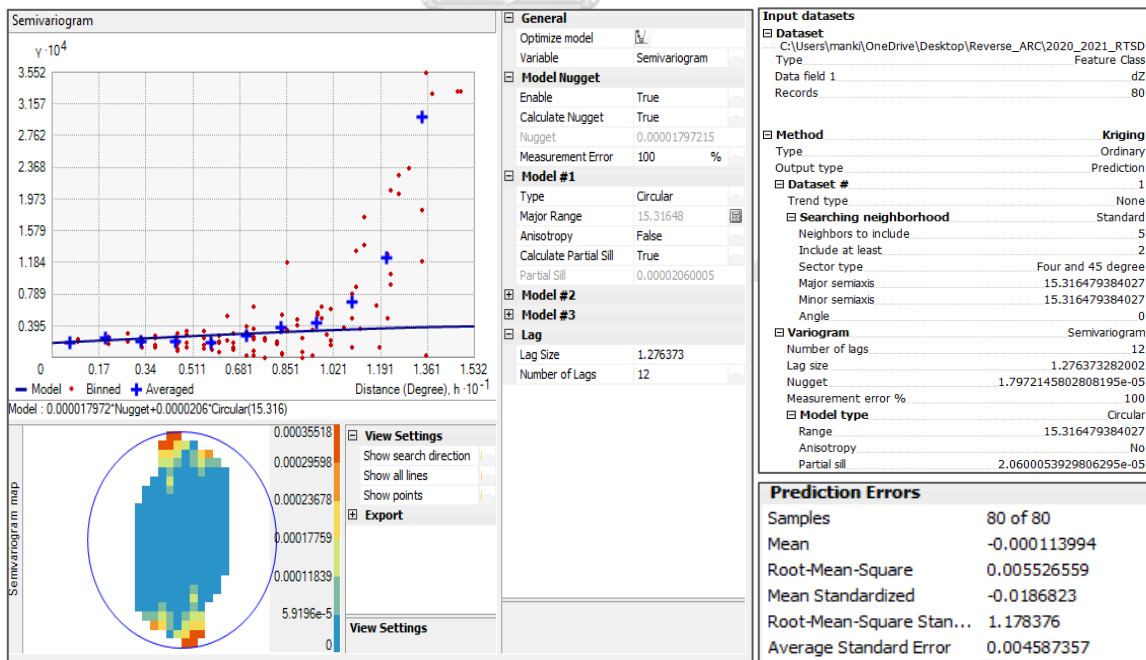 Semivariogram
γ ·10⁴
3.552
3.157
2.762
2.368
1.973
1.579
1.184
0.789
0.395
0 0.17 0.34 0.511 0.681 0.851 1.021 1.191 1.361 1.532
Model Binned Averaged Distance (Degree), h ·10⁻¹
Model : 0.000017972*Nugget+0.0000206*Circular(15.316)
Semivariogram map
0.00035518
0.00029598
0.00023678
0.00017759
0.00011839
5.9196e-5
0
View Settings
Show search direction
Show all lines
Show points
Export
View Settings
General
Optimize model
Variable Semivariogram
Model Nugget
Enable True
Calculate Nugget True
Nugget 0.00001797215
Measurement Error 100 %
Model #1
Type Circular
Major Range 15.31648
Anisotropy False
Calculate Partial Sill True
Partial Sill 0.00002060005
Model #2
Model #3
Lag
Lag Size 1.276373
Number of Lags 12
Input datasets
Dataset
C:\Users\manki\OneDrive\Desktop\Reverse_ARC\2020_2021_RTSD
Type Feature Class
Data field 1 dZ
Records 80
Method Kriging
Type Ordinary
Output type Prediction
Dataset # 1
Trend type None
Searching neighborhood Standard
Neighbors to include 5
Include at least 2
Sector type Four and 45 degree
Major semiaxis 15.316479384027
Minor semiaxis 15.316479384027
Angle 0
Variogram Semivariogram
Number of lags 12
Lag size 1.276373282002
Nugget 1.7972145802808195e-05
Measurement error % 100
Model type Circular
Range 15.316479384027
Anisotropy No
Partial sill 2.0600053929806295e-05
Prediction Errors
Samples 80 of 80
Mean -0.000113994
Root-Mean-Square 0.005526559
Mean Standardized -0.0186823
Root-Mean-Square Stan... 1.178376
Average Standard Error 0.004587357